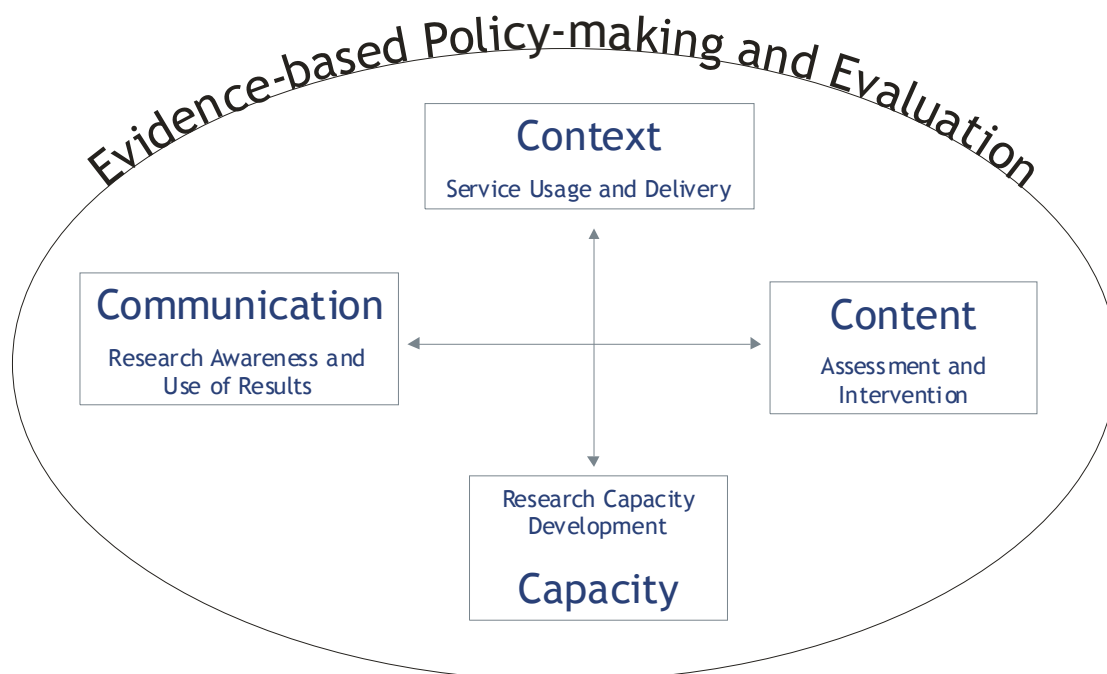 Evidence-based Policy-making and Evaluation
Context
Service Usage and Delivery
Communication
Research Awareness and
Use of Results
Content
Assessment and
Intervention
Research Capacity
Development
Capacity